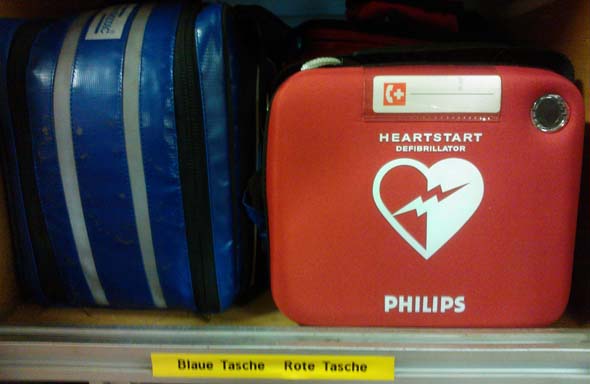 HEARTSTART
DEFIBRILLATOR
PHILIPS
Blaue Tasche Rote Tasche